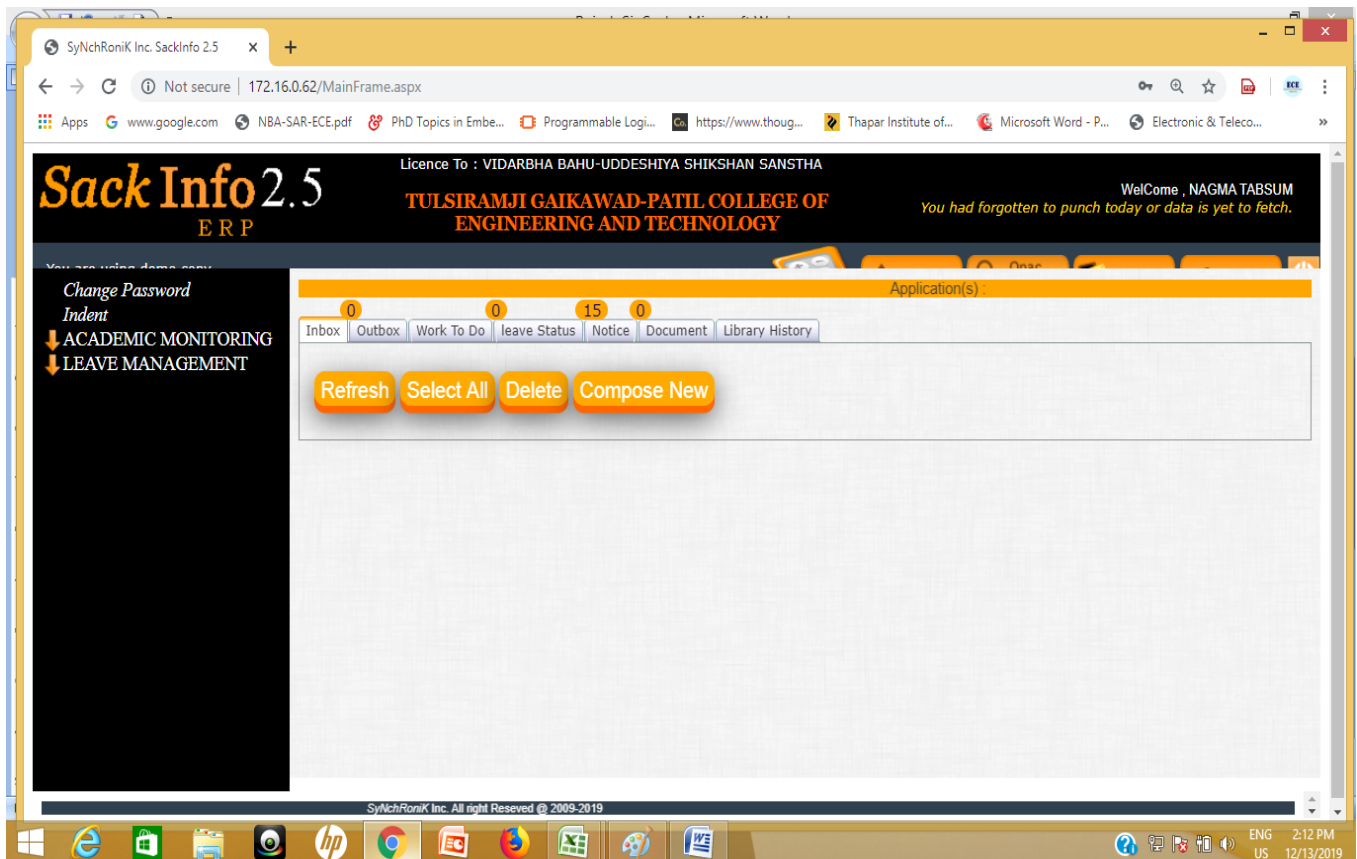 SyNchRoniK Inc. SackInfo 2.5
Not secure | 172.16.0.62/MainFrame.aspx
Apps www.google.com NBA-SAR-ECE.pdf PhD Topics in Embe... Programmable Logi... https://www.thoug... Thapar Institute of... Microsoft Word - P... Electronic & Teleco... »
Licence To : VIDARBHA BAHU-UDDESHIYA SHIKSHAN SANSTHA
Sack Info 2.5
ERP
TULSIRAMJI GAIKAWAD-PATIL COLLEGE OF
ENGINEERING AND TECHNOLOGY
WelCome , NAGMA TABSUM
You had forgotten to punch today or data is yet to fetch.
You are using demo copy
Opac
Change Password
Indent
ACADEMIC MONITORING
LEAVE MANAGEMENT
Application(s) :
0 0 15 0
Inbox Outbox Work To Do leave Status Notice Document Library History
Refresh Select All Delete Compose New
SyNchRoniK Inc. All right Reseved @ 2009-2019
ENG 2:12 PM
US 12/13/2019